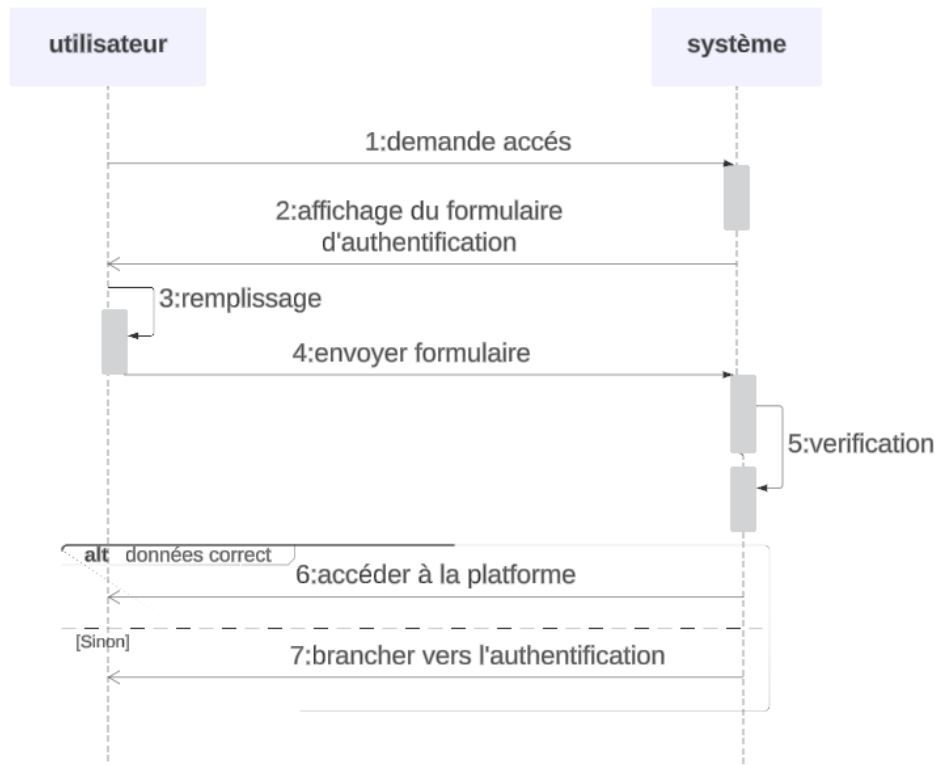 utilisateur
système
1:demande accés
2:affichage du formulaire
d'authentification
3:remplissage
4:envoyer formulaire
5:verification
alt données correct
6:accéder à la platforme
[Sinon]
7:brancher vers l'authentification